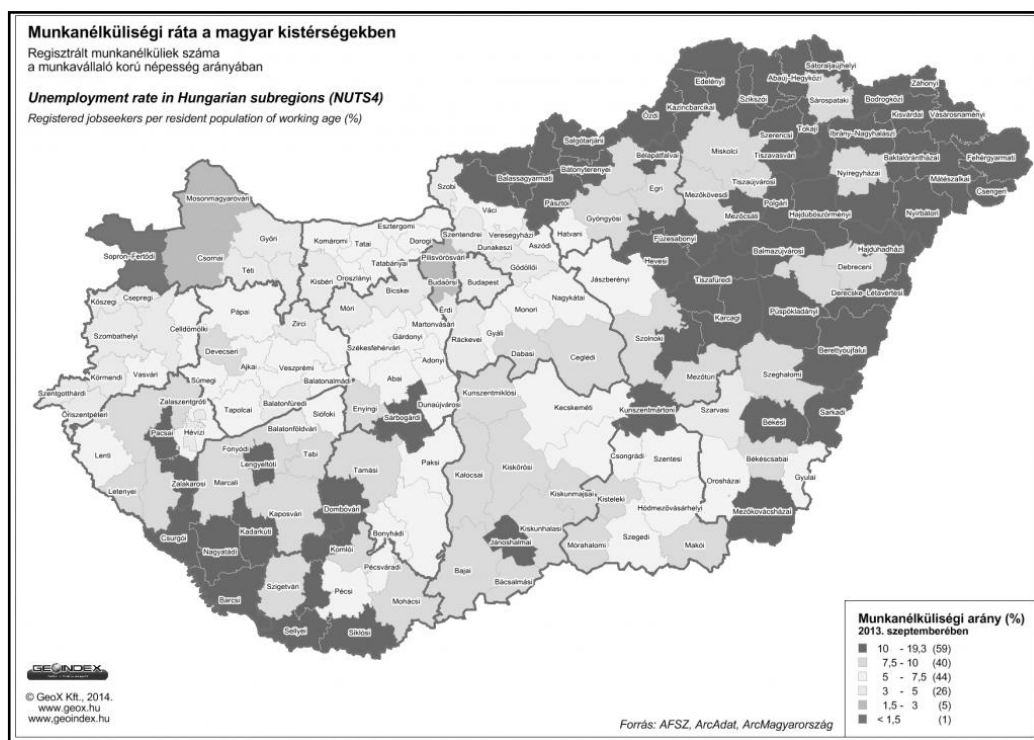 Munkanélküliségi ráta a magyar kistérségekben
Regisztrált munkanélküliek száma
a munkavállaló korú népesség arányában
Unemployment rate in Hungarian subregions (NUTS4)
Registered jobseekers per resident population of working age (%)
Sátoraljaújhelyi
Abaúj-Hegyközi
Edelényi
Záhonyi
Szikszói
Sárospataki
Bodrogközi
Kazincbarcikai
Kisvárdai
Ózdi
Vásárosnaményi
Tokaji
Ibrány-Nagyhalászi
Szerencsi
Salgótarjáni
Miskolci
Bélapátfalvai
Tiszavasvári
Baktalórántházai
Fehérgyarmati
Bátonyterenyei
Nyíregyházai
Balassagyarmati
Mátészalkai
Tiszaújvárosi
Egri
Szobi
Mezőkövesdi
Csengeri
Pásztói
Polgári
Mosonmagyaróvári
Nyírbátori
Váci
Mezőcsáti
Hajdúböszörményi
Gyöngyösi
Esztergomi
Szentendrei
Veresegyházi
Hatvani
Győri
Komáromi
Tatai
Dorogi
Füzesabonyi
Dunakeszi
Aszódi
Sopron-Fertődi
Csornai
Pilisvörösvári
Balmazújvárosi
Hajdúhadházi
Hevesi
Tatabányai
Gödöllői
Téti
Debreceni
Kisbéri
Oroszlányi
Budaörsi
Budapest
Jászberényi
Tiszafüredi
Bicskei
Derecske-Létavértesi
Csepregi
Kőszeg
Nagykátai
Móri
Érdi
Monori
Pápai
Püspökladányi
Karcagi
Zirci
Martonvásári
Celldömölki
Szombathelyi
Gyáli
Szolnoki
Gárdonyi
Ráckevei
Székesfehérvári
Devecseri
Berettyóújfalui
Dabasi
Ceglédi
Adonyi
Vasvári
Ajkai
Veszprémi
Szeghalomi
Körmendi
Mezőtúri
Abai
Balatonalmádi
Sümegi
Szentgotthárdi
Kunszentmiklósi
Zalaszentgróti
Enyingi
Dunaújvárosi
Balatonfüredi
Kecskeméti
Őriszentpéteri
Tapolcai
Siófoki
Szarvasi
Sarkadi
Sárbogárdi
Kunszentmártoni
Békési
Balatonföldvári
Pacsai
Hévízi
Fonyódi
Lenti
Paksi
Csongrádi
Szentesi
Tabi
Békéscsabai
Lengyeltóti
Kiskőrösi
Tamási
Kalocsai
Zalakarosi
Gyulai
Orosházai
Marcali
Letenyei
Kiskunmajsai
Kisteleki
Hódmezővásárhelyi
Dombóvári
Mezőkovácsházai
Kaposvári
Kiskunhalasi
Kadarkúti
Bonyhádi
Csurgói
Szegedi
Jánoshalmai
Mórahalomi
Makói
Komlói
Nagyatádi
Pécsváradi
Bajai
Bácsalmási
Szigetvári
Pécsi
Barcsi
Mohácsi
Sellyei
Siklósi
Munkanélküliségi arány (%)
2013. szeptemberében
10 - 19,3 (59)
7,5 - 10 (40)
5 - 7,5 (44)
3 - 5 (26)
1,5 - 3 (5)
< 1,5 (1)
GEOINDEX
© GeoX Kft., 2014.
www.geox.hu
www.geoindex.hu
Forrás: AFSZ, ArcAdat, ArcMagyarország